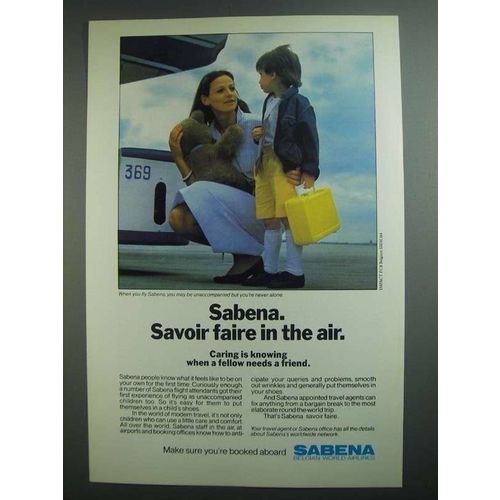 369
When you fly Sabena, you may be unaccompanied but you're never alone.
Sabena.
Savoir faire in the air.
Caring is knowing
when a fellow needs a friend.
Sabena people know what it feels like to be on
your own for the first time. Curiously enough,
a number of Sabena flight attendants got their
first experience of flying as unaccompanied
children too. So it's easy for them to put
themselves in a child's shoes.
In the world of modern travel, it's not only
children who can use a little care and comfort.
All over the world, Sabena staff in the air, at
airports and booking offices know how to anti-
cipate your queries and problems, smooth
out wrinkles and generally put themselves in
your shoes.
And Sabena appointed travel agents can
fix anything from a bargain break to the most
elaborate round the world trip.
That's Sabena savoir faire.
Your travel agent or Sabena office has all the details
about Sabena's worldwide network.
Make sure you're booked aboard
SABENA
BELGIAN WORLD AIRLINES
IMPACT FCB Belgium